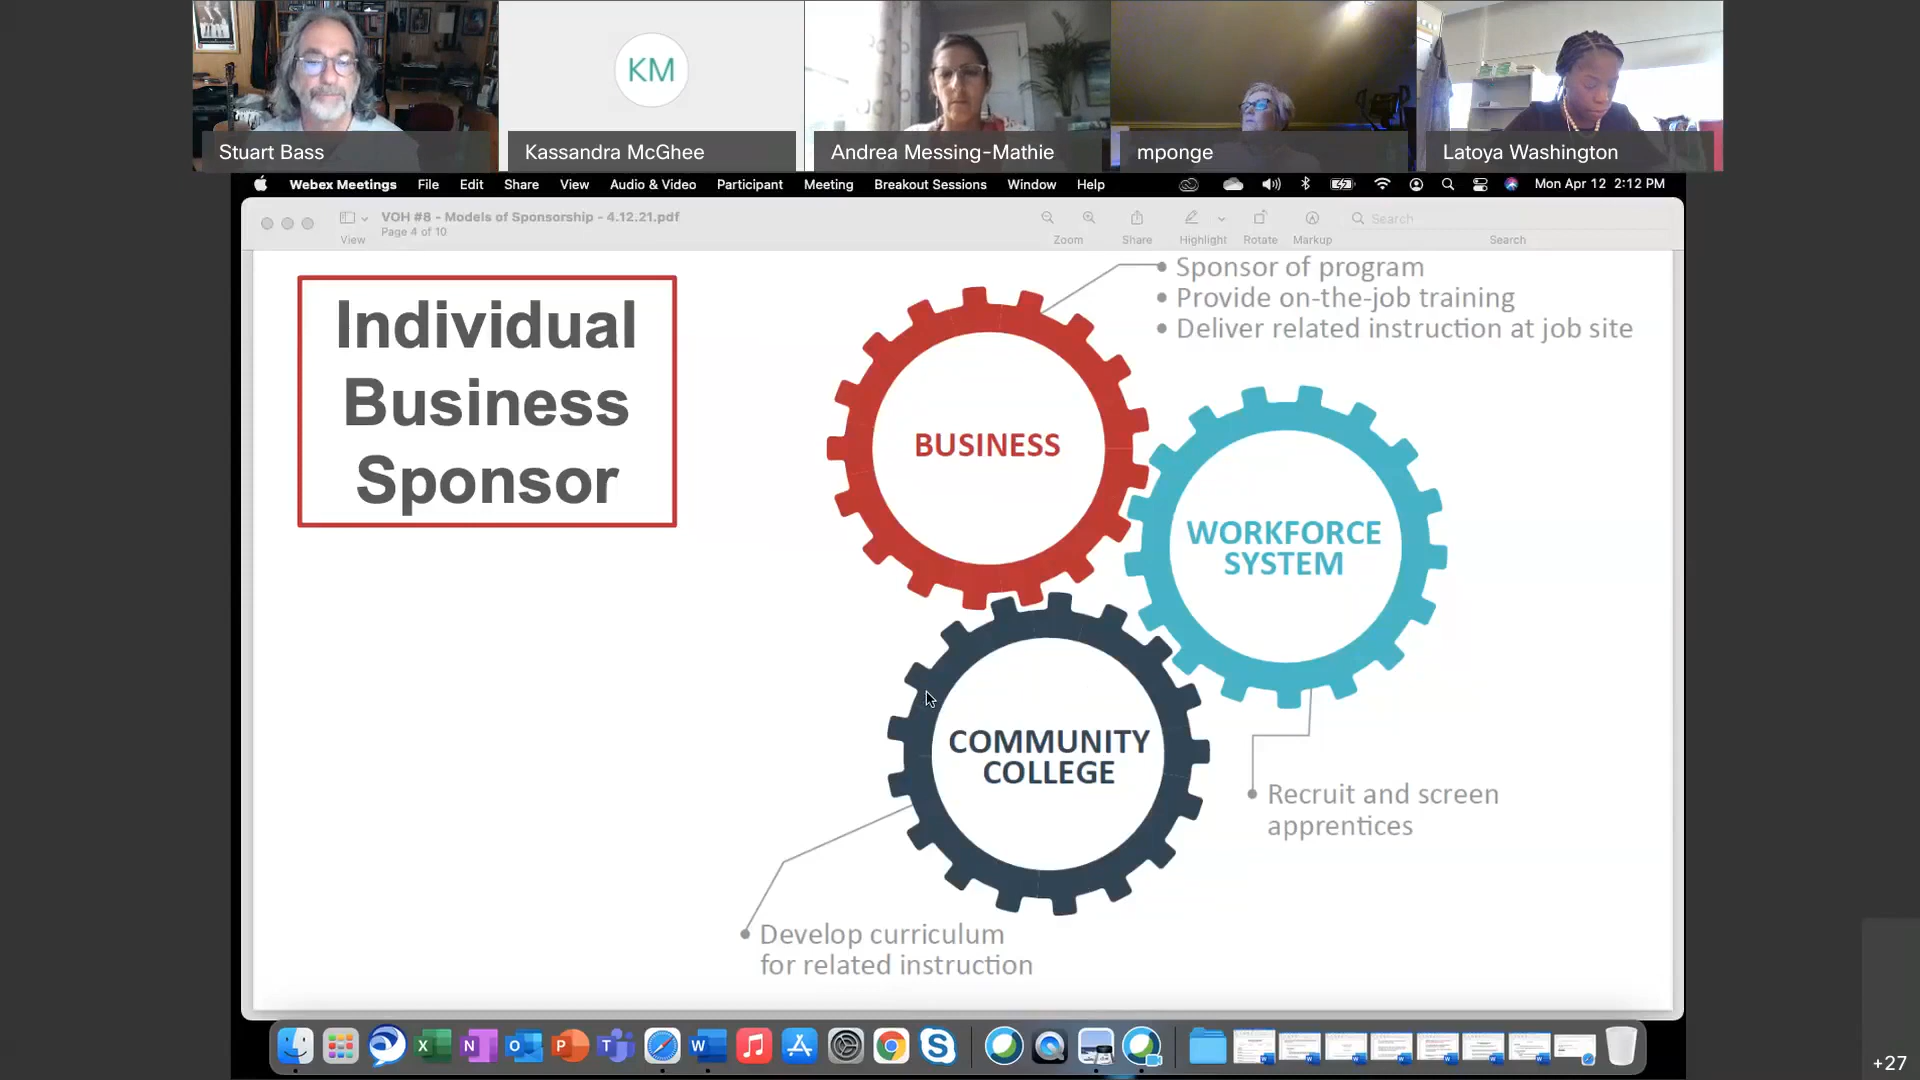 Stuart Bass
KM
Kassandra McGhee
Andrea Messing-Mathie
mponge
Latoya Washington
Webex Meetings File Edit Share View Audio & Video Participant Meeting Breakout Sessions Window Help Mon Apr 12 2:12 PM
VOH #8 - Models of Sponsorship - 4.12.21.pdf
Page 4 of 10
Search
View Zoom Share Highlight Rotate Markup Search
Individual
Business
Sponsor
• Sponsor of program
• Provide on-the-job training
• Deliver related instruction at job site
BUSINESS
WORKFORCE
SYSTEM
COMMUNITY
COLLEGE
• Recruit and screen
apprentices
• Develop curriculum
for related instruction
+27